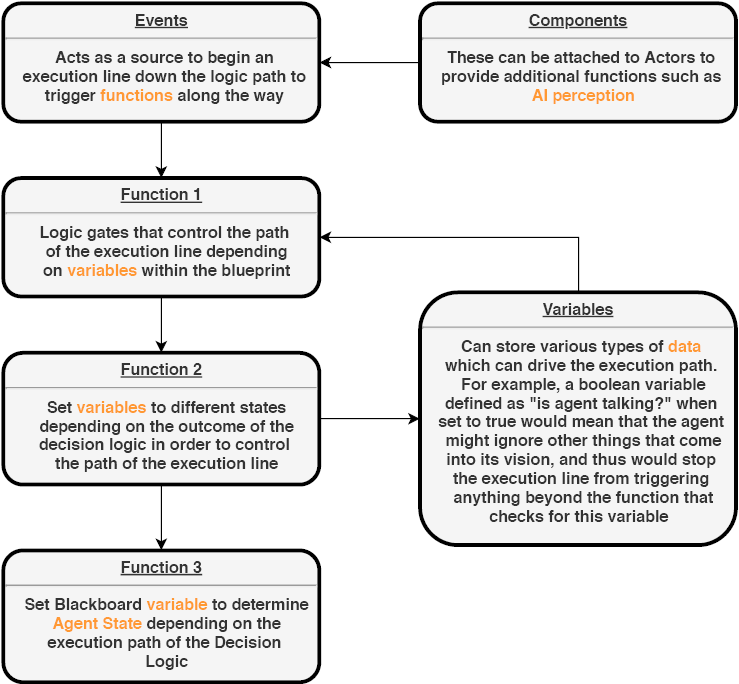 Events
Acts as a source to begin an
execution line down the logic path to
trigger functions along the way
Components
These can be attached to Actors to
provide additional functions such as
AI perception
Function 1
Logic gates that control the path
of the execution line depending
on variables within the blueprint
Function 2
Set variables to different states
depending on the outcome of the
decision logic in order to control
the path of the execution line
Variables
Can store various types of data
which can drive the execution path.
For example, a boolean variable
defined as "is agent talking?" when
set to true would mean that the agent
might ignore other things that come
into its vision, and thus would stop
the execution line from triggering
anything beyond the function that
checks for this variable
Function 3
Set Blackboard variable to determine
Agent State depending on the
execution path of the Decision
Logic